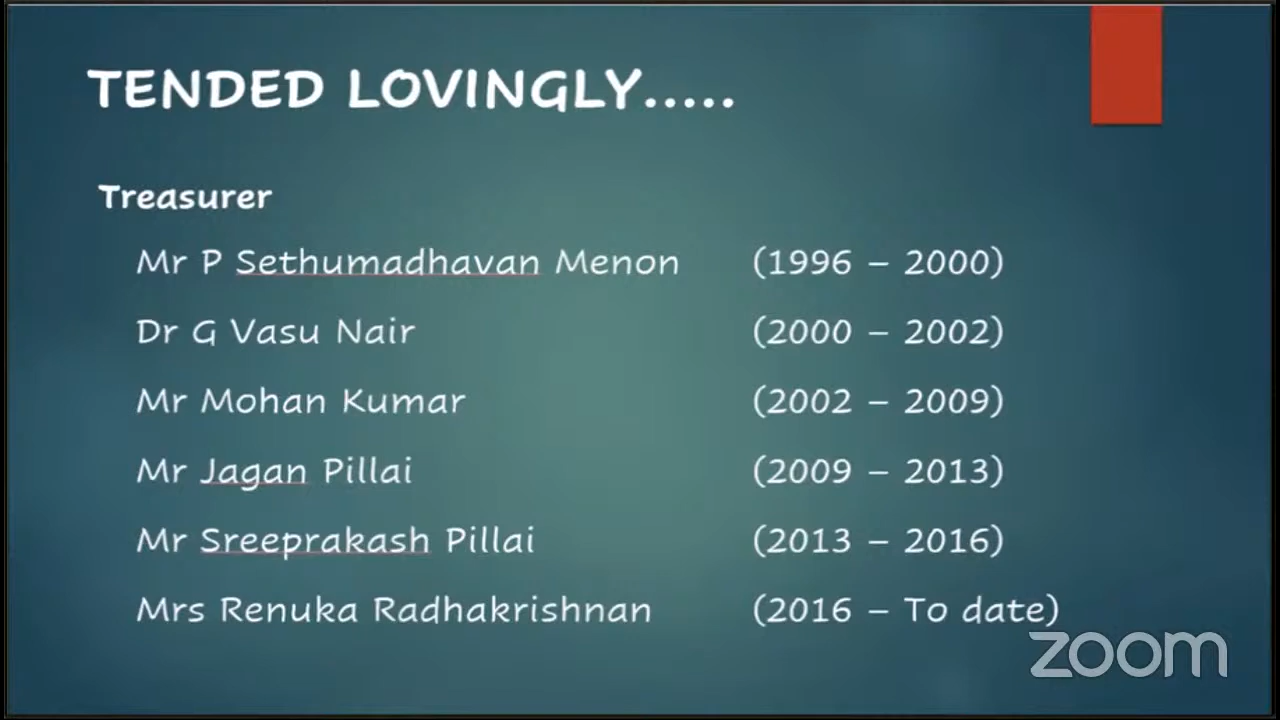 TENDED LOVINGLY.....
Treasurer
Mr P Sethumadhavan Menon (1996 – 2000)
Dr G Vasu Nair (2000 – 2002)
Mr Mohan Kumar (2002 – 2009)
Mr Jagan Pillai (2009 – 2013)
Mr Sreeprakash Pillai (2013 – 2016)
Mrs Renuka Radhakrishnan (2016 – To date)
zoom